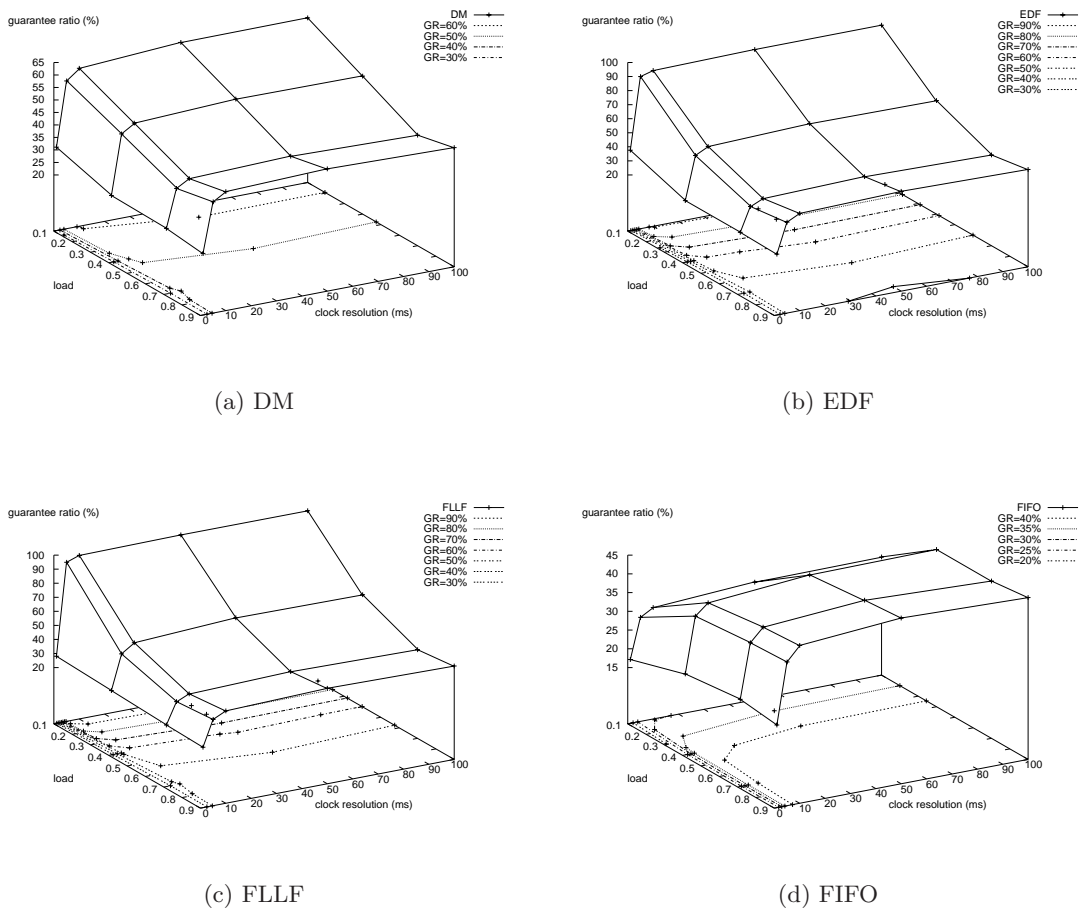 guarantee ratio (%)
DM
GR=60%
GR=50%
GR=40%
GR=30%
65
60
55
50
45
40
35
30
25
20
0.1
0.2
0.3
0.4
0.5
0.6
0.7
0.8
0.9
load
0
10
20
30
40
50
60
70
80
90
100
clock resolution (ms)
(a) DM
guarantee ratio (%)
EDF
GR=90%
GR=80%
GR=70%
GR=60%
GR=50%
GR=40%
GR=30%
100
90
80
70
60
50
40
30
20
0.1
0.2
0.3
0.4
0.5
0.6
0.7
0.8
0.9
load
0
10
20
30
40
50
60
70
80
90
100
clock resolution (ms)
(b) EDF
guarantee ratio (%)
FLLF
GR=90%
GR=80%
GR=70%
GR=60%
GR=50%
GR=40%
GR=30%
100
90
80
70
60
50
40
30
20
0.1
0.2
0.3
0.4
0.5
0.6
0.7
0.8
0.9
load
0
10
20
30
40
50
60
70
80
90
100
clock resolution (ms)
(c) FLLF
guarantee ratio (%)
FIFO
GR=40%
GR=35%
GR=30%
GR=25%
GR=20%
45
40
35
30
25
20
15
0.1
0.2
0.3
0.4
0.5
0.6
0.7
0.8
0.9
load
0
10
20
30
40
50
60
70
80
90
100
clock resolution (ms)
(d) FIFO